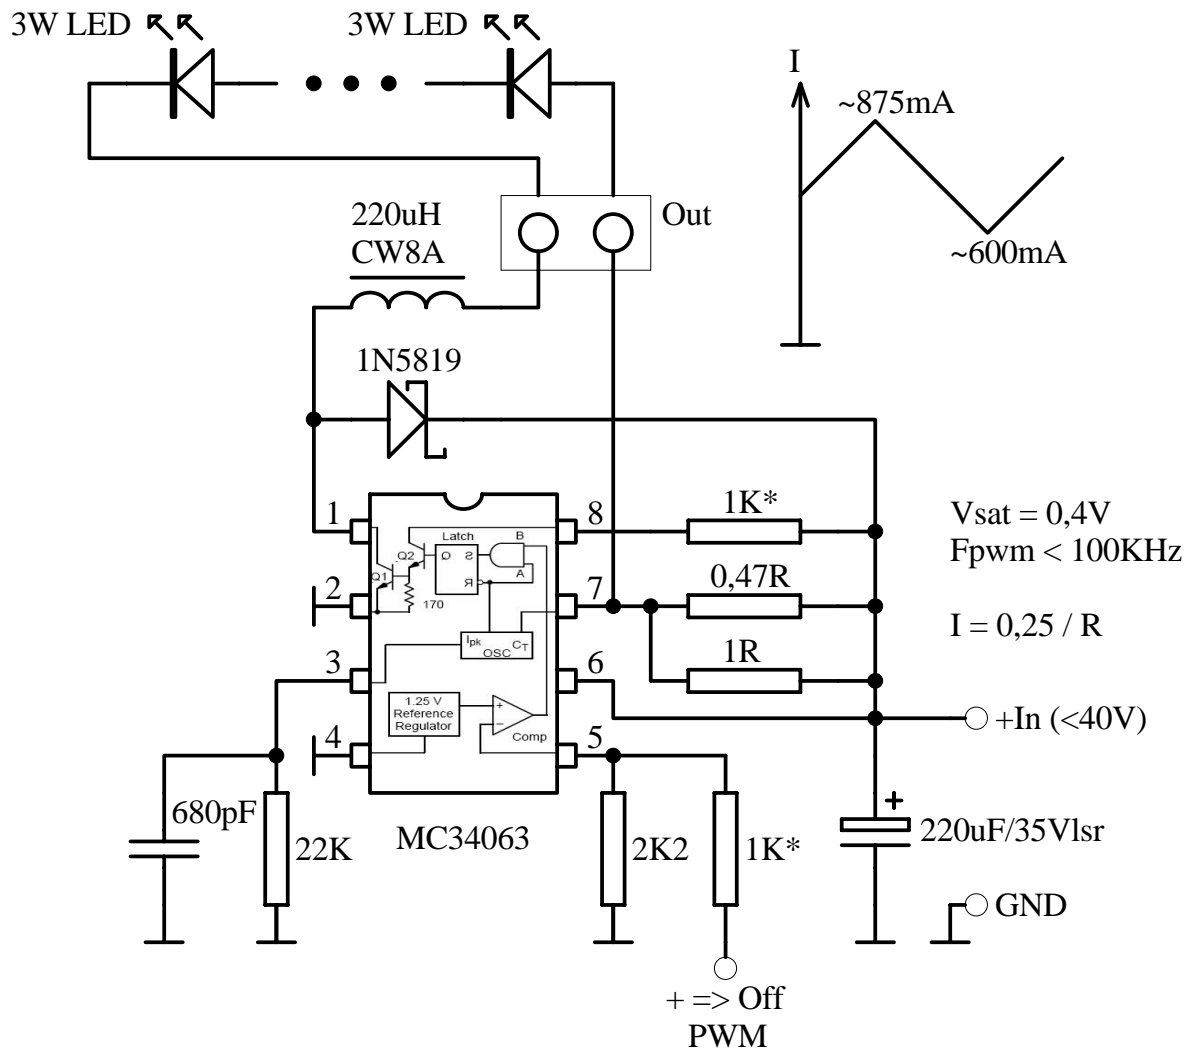 3W LED
3W LED
I
~875mA
~600mA
220uH
CW8A
Out
1N5819
1
8
1K*
Vsat = 0,4V
Fpwm < 100KHz
Latch
B
Q2
Q
S
Q1
R
A
170
2
7
0,47R
I = 0,25 / R
Ipk
CT
OSC
3
6
1R
1.25 V
Reference
Regulator
+
−
Comp
+In (<40V)
4
5
680pF
22K
MC34063
2K2
1K*
+
220uF/35Vlsr
GND
+ => Off
PWM